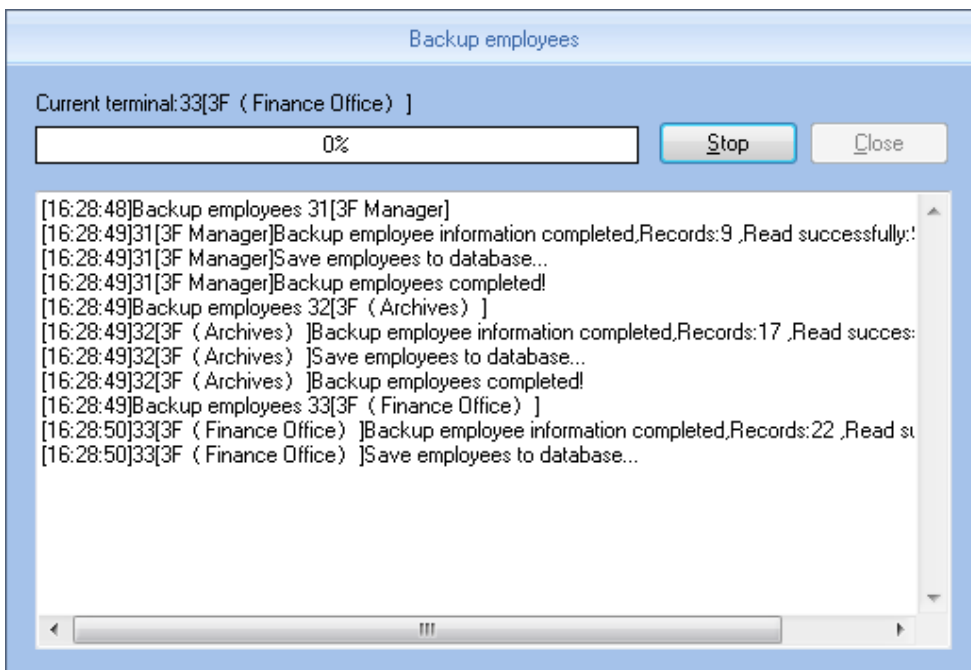 Backup employees
Current terminal:33[3F（Finance Office）]
0%
Stop
Close
[16:28:48]Backup employees 31[3F Manager]
[16:28:49]31[3F Manager]Backup employee information completed,Records:9 ,Read successfully:
[16:28:49]31[3F Manager]Save employees to database...
[16:28:49]31[3F Manager]Backup employees completed!
[16:28:49]Backup employees 32[3F（Archives）]
[16:28:49]32[3F（Archives）]Backup employee information completed,Records:17 ,Read succes
[16:28:49]32[3F（Archives）]Save employees to database...
[16:28:49]32[3F（Archives）]Backup employees completed!
[16:28:49]Backup employees 33[3F（Finance Office）]
[16:28:50]33[3F（Finance Office）]Backup employee information completed,Records:22 ,Read su
[16:28:50]33[3F（Finance Office）]Save employees to database...